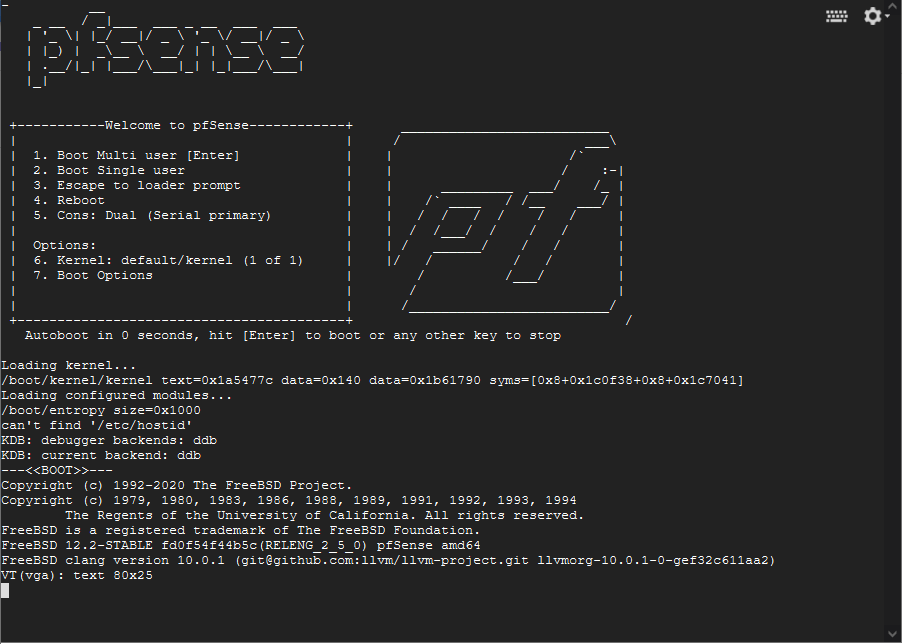 pfsense
Welcome to pfSense
1. Boot Multi user [Enter]
2. Boot Single user
3. Escape to loader prompt
4. Reboot
5. Cons: Dual (Serial primary)
Options:
6. Kernel: default/kernel (1 of 1)
7. Boot Options
pf
Autoboot in 0 seconds, hit [Enter] to boot or any other key to stop
Loading kernel...
/boot/kernel/kernel text=0x1a5477c data=0x140 data=0x1b61790 syms=[0x8+0x1c0f38+0x8+0x1c7041]
Loading configured modules...
/boot/entropy size=0x1000
can't find '/etc/hostid'
KDB: debugger backends: ddb
KDB: current backend: ddb
---<<BOOT>>---
Copyright (c) 1992-2020 The FreeBSD Project.
Copyright (c) 1979, 1980, 1983, 1986, 1988, 1989, 1991, 1992, 1993, 1994
The Regents of the University of California. All rights reserved.
FreeBSD is a registered trademark of The FreeBSD Foundation.
FreeBSD 12.2-STABLE fd0f54f44b5c(RELENG_2_5_0) pfSense amd64
FreeBSD clang version 10.0.1 (git@github.com:llvm/llvm-project.git llvmorg-10.0.1-0-gef32c611aa2)
VT(vga): text 80x25